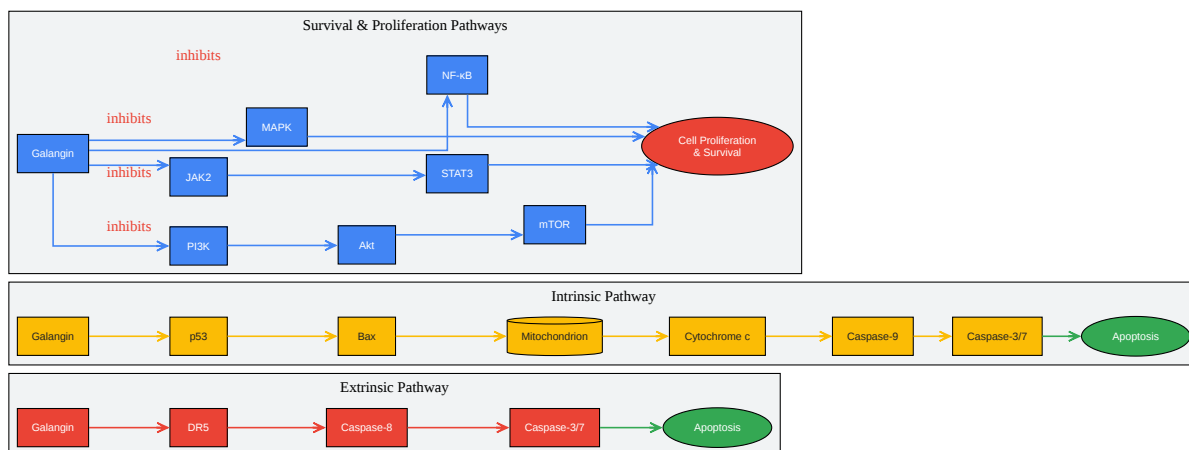 Survival & Proliferation Pathways
inhibits
NF-κB
inhibits
MAPK
Galangin
Cell Proliferation
& Survival
inhibits
JAK2
STAT3
inhibits
PI3K
Akt
mTOR
Intrinsic Pathway
Galangin
p53
Bax
Mitochondrion
Cytochrome c
Caspase-9
Caspase-3/7
Apoptosis
Extrinsic Pathway
Galangin
DR5
Caspase-8
Caspase-3/7
Apoptosis